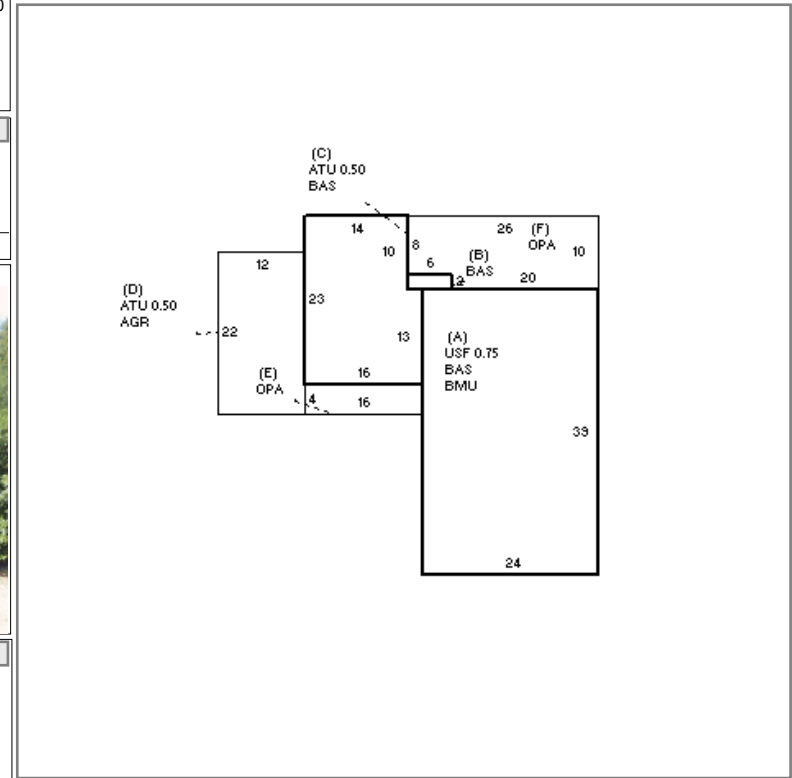 (C)
ATU 0.50
BAS
14
26 (F)
OPA
10
8
10
(B)
BAS
6
2
20
12
(D)
ATU 0.50
AGR
23
22
13
(A)
USF 0.75
BAS
BMU
16
(E)
OPA
4
16
39
24